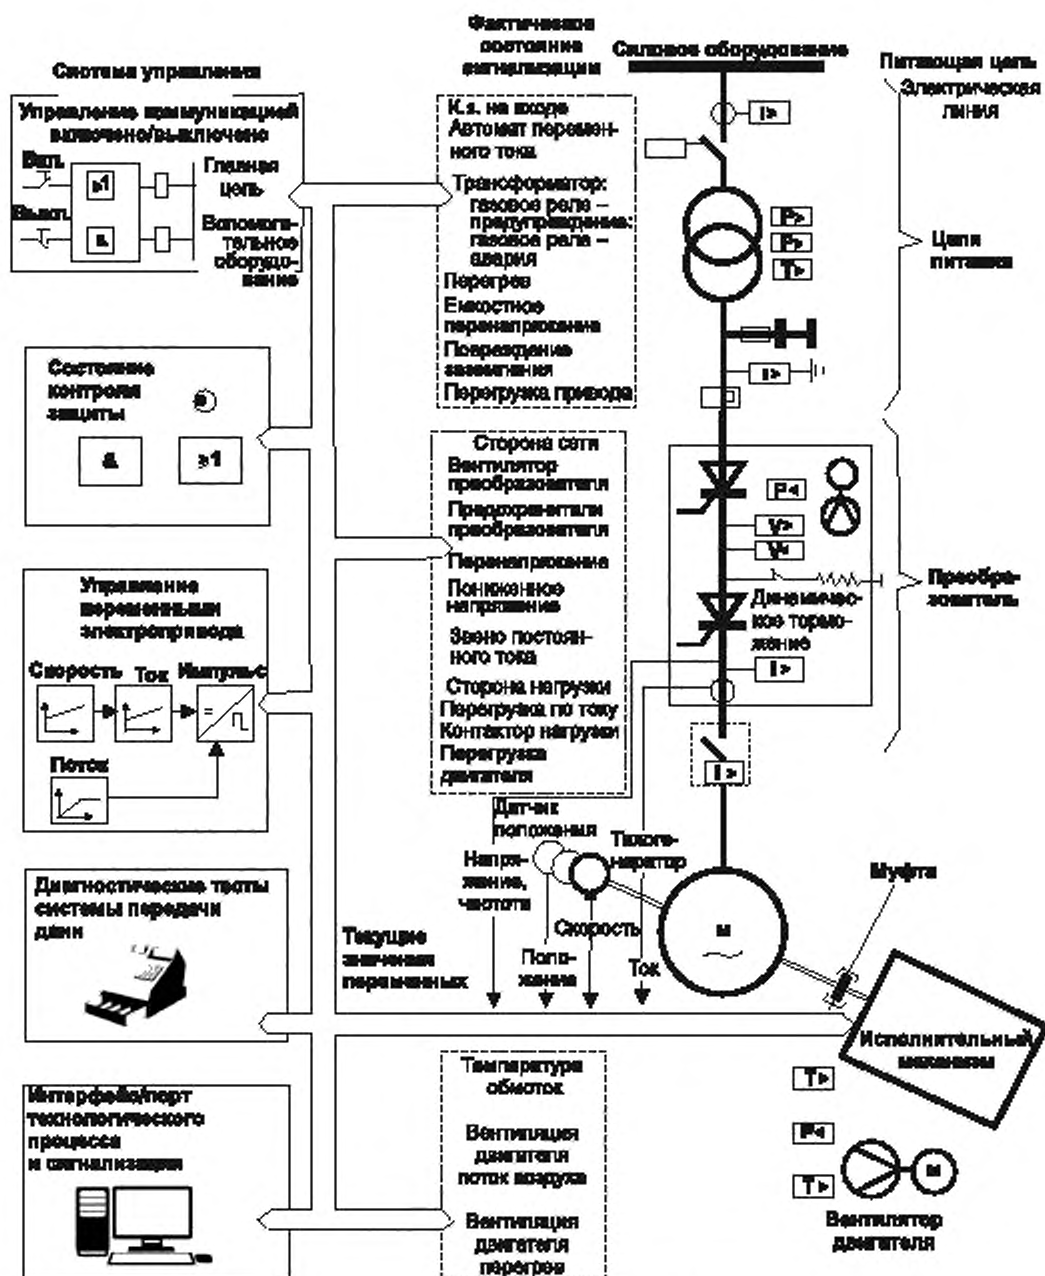 Система управления
Управление коммуникацией
включено/выключено
Вкл.
≥1
Главная
цепь
Выкл.
&
Вспомога-
тельное
оборудо-
вание
Состояние
контроля
защиты
&
≥1
Управление
переменными
электропривода
Скорость
Ток
Импульс
=
Поток
Диагностические тесты
системы передачи
данн
Интерфейс/порт
технологического
процесса
и сигнализации
Фактическое
состояние
сигнализации
К.з. на входе
Автомат перемен-
ного тока
Трансформатор:
газовое реле –
предупреждение:
газовое реле –
авария
Перегрев
Емкостное
перенапряжение
Повреждение
заземления
Перегрузка привода
Сторона сети
Вентилятор
преобразователя
Предохранители
преобразователя
Перенапряжение
Пониженное
напряжение
Звено постоян-
ного тока
Сторона нагрузки
Перегрузка по току
Контактор нагрузки
Перегрузка
двигателя
Датчик
положения
Напря-
жение,
частота
Тахоге-
нератор
Скорость
Поло-
жение
Ток
Текущие
значения
переменных
Температура
обмоток
Вентиляция
двигателя
поток воздуха
Вентиляция
двигателя
перегрев
Силовое оборудование
I>
P>
P>
T>
I>
P<
V>
V<
Динамичес-
кое тормо-
жение
I>
I>
М
Муфта
Исполнительный
механизм
T>
P<
T>
М
Вентилятор
двигателя
Питающая цепь
Электрическая
линия
Цепи
питания
Преобра-
зователь